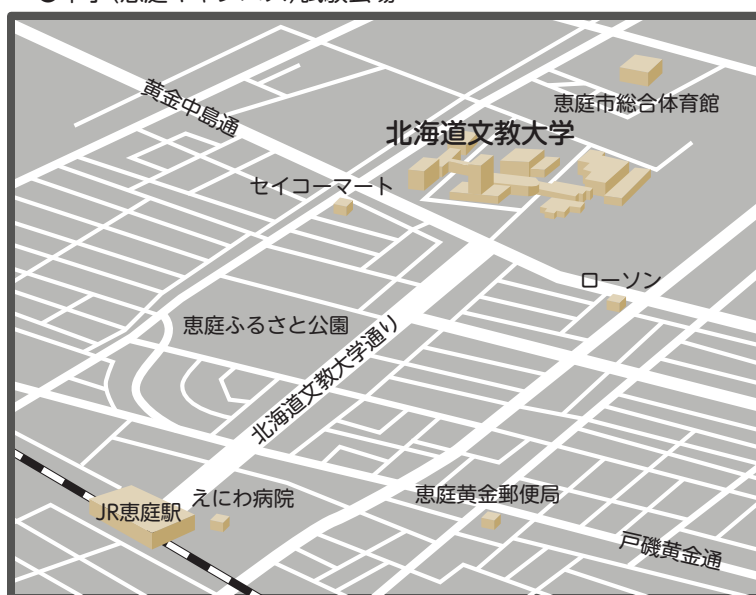 黄金中島通
恵庭市総合体育館
北海道文教大学
セイコーマート
ローソン
恵庭ふるさと公園
北海道文教大学通り
JR恵庭駅
えにわ病院
恵庭黄金郵便局
戸磯黄金通